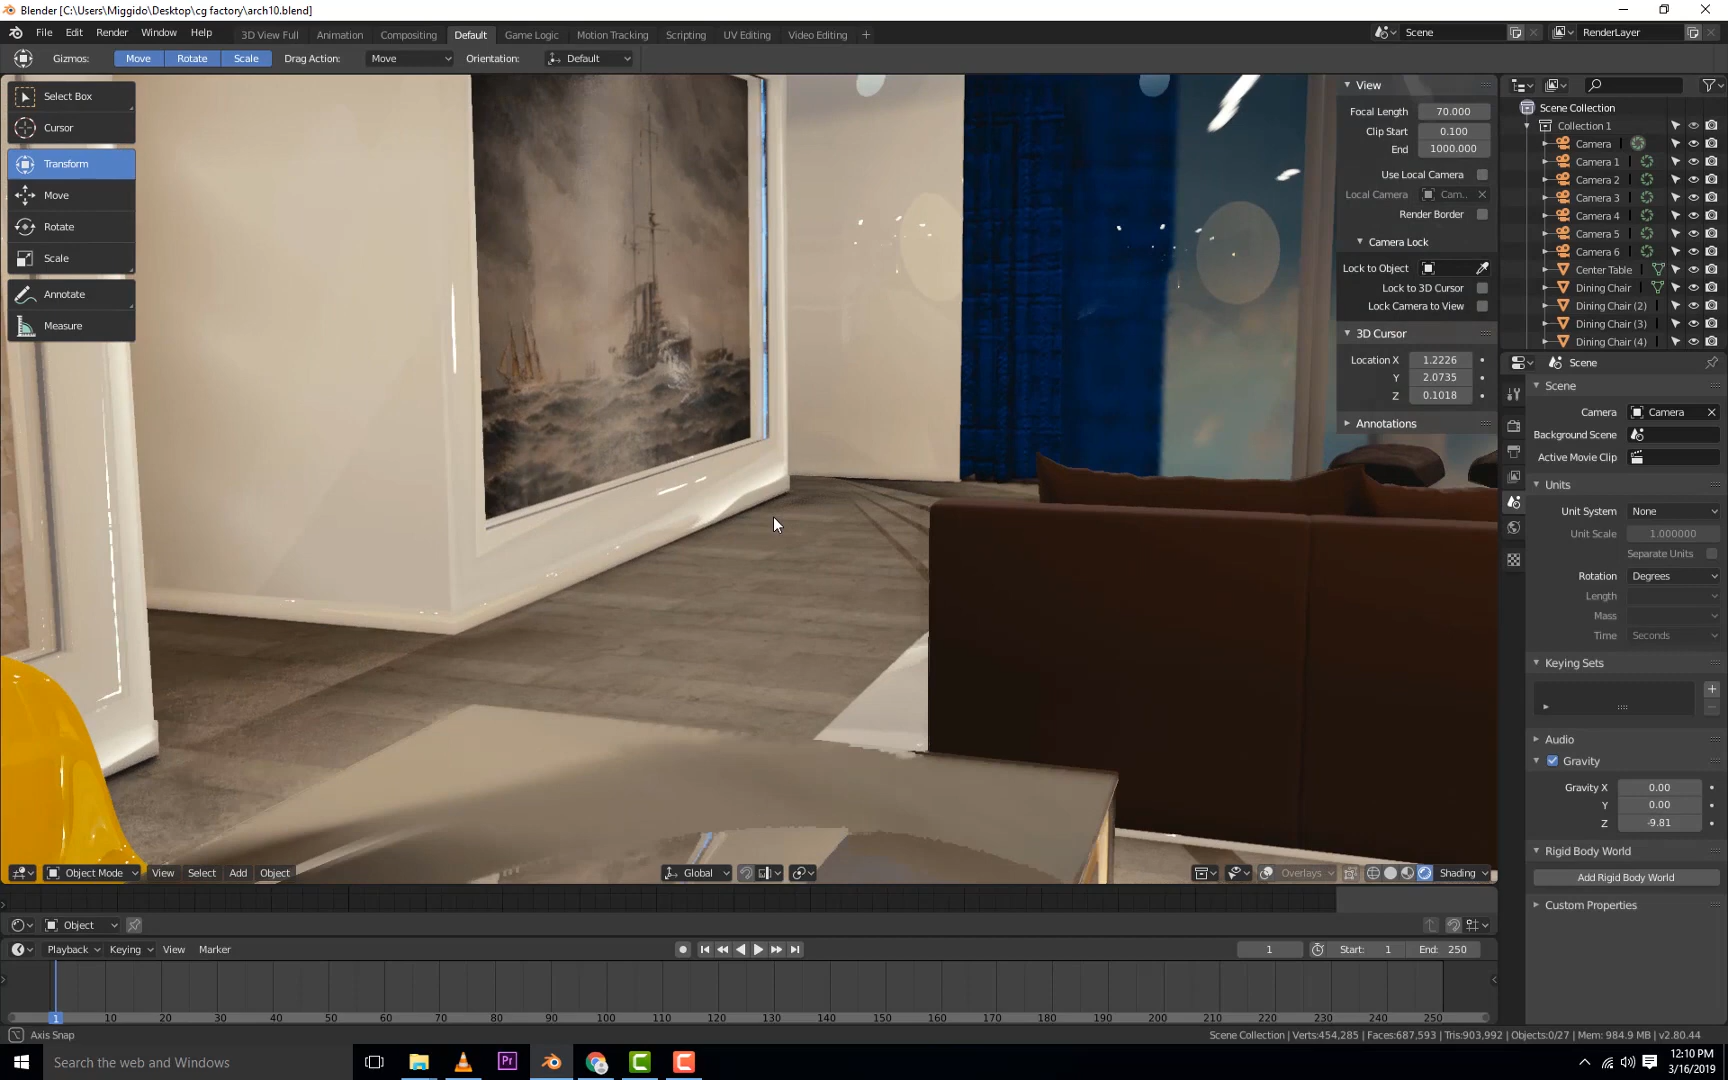 Blender [C:\Users\Miggido\Desktop\cg factory\arch10.blend]
File Edit Render Window Help
3D View Full Animation Compositing Default Game Logic Motion Tracking Scripting UV Editing Video Editing +
Scene
RenderLayer
Gizmos: Move Rotate Scale Drag Action: Move Orientation: Default
Select Box
Cursor
Transform
Move
Rotate
Scale
Annotate
Measure
View
Focal Length 70.000
Clip Start 0.100
End 1000.000
Use Local Camera
Local Camera Cam..
Render Border
Camera Lock
Lock to Object
Lock to 3D Cursor
Lock Camera to View
3D Cursor
Location X 1.2226
Y 2.0735
Z 0.1018
Annotations
Scene Collection
Collection 1
Camera
Camera 1
Camera 2
Camera 3
Camera 4
Camera 5
Camera 6
Center Table
Dining Chair
Dining Chair (2)
Dining Chair (3)
Dining Chair (4)
Scene
Scene
Camera Camera
Background Scene
Active Movie Clip
Units
Unit System None
Unit Scale 1.000000
Separate Units
Rotation Degrees
Length
Mass
Time Seconds
Keying Sets
Audio
Gravity
Gravity X 0.00
Y 0.00
Z -9.81
Rigid Body World
Add Rigid Body World
Custom Properties
Object Mode View Select Add Object
Global
Overlays
Shading
Object
Playback Keying View Marker
1 Start: 1 End: 250
1 10 20 30 40 50 60 70 80 90 100 110 120 130 140 150 160 170 180 190 200 210 220 230 240 250
Axis Snap
Scene Collection | Verts:454,285 | Faces:687,593 | Tris:903,992 | Objects:0/27 | Mem: 984.9 MB | v2.80.44
Search the web and Windows
Pr
12:10 PM
3/16/2019